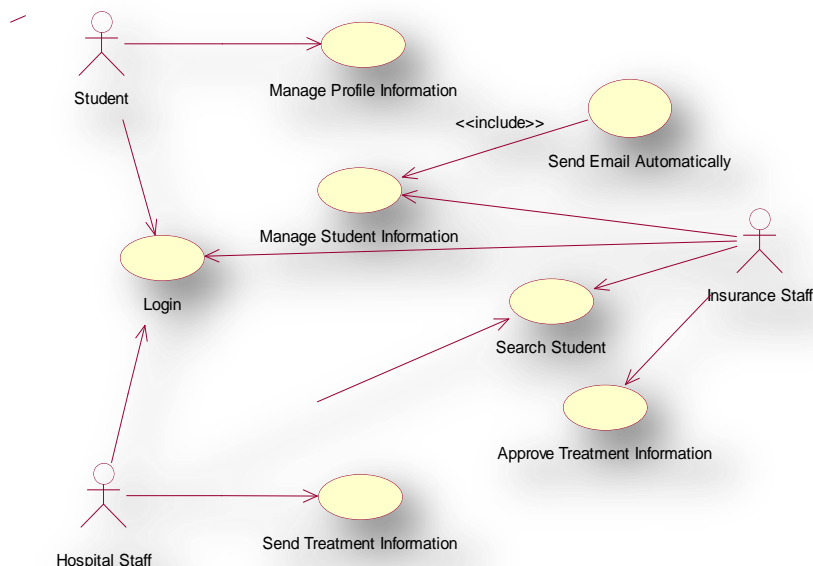 Student
Manage Profile Information
<<include>>
Send Email Automatically
Manage Student Information
Login
Insurance Staff
Search Student
Approve Treatment Information
Send Treatment Information
Hospital Staff